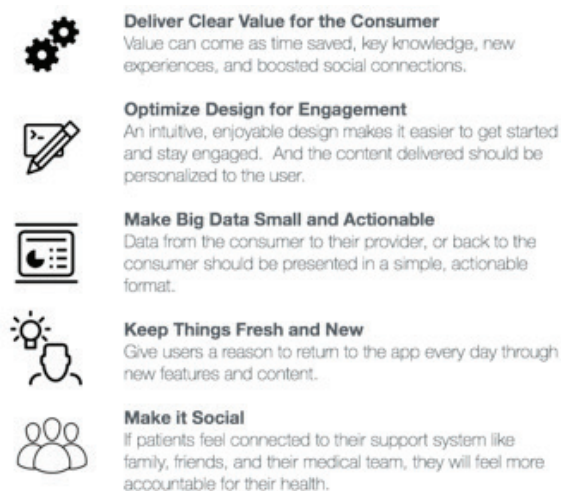 Deliver Clear Value for the Consumer
Value can come as time saved, key knowledge, new
experiences, and boosted social connections.
Optimize Design for Engagement
An intuitive, enjoyable design makes it easier to get started
and stay engaged. And the content delivered should be
personalized to the user.
Make Big Data Small and Actionable
Data from the consumer to their provider, or back to the
consumer should be presented in a simple, actionable
format.
Keep Things Fresh and New
Give users a reason to return to the app every day through
new features and content.
Make it Social
If patients feel connected to their support system like
family, friends, and their medical team, they will feel more
accountable for their health.